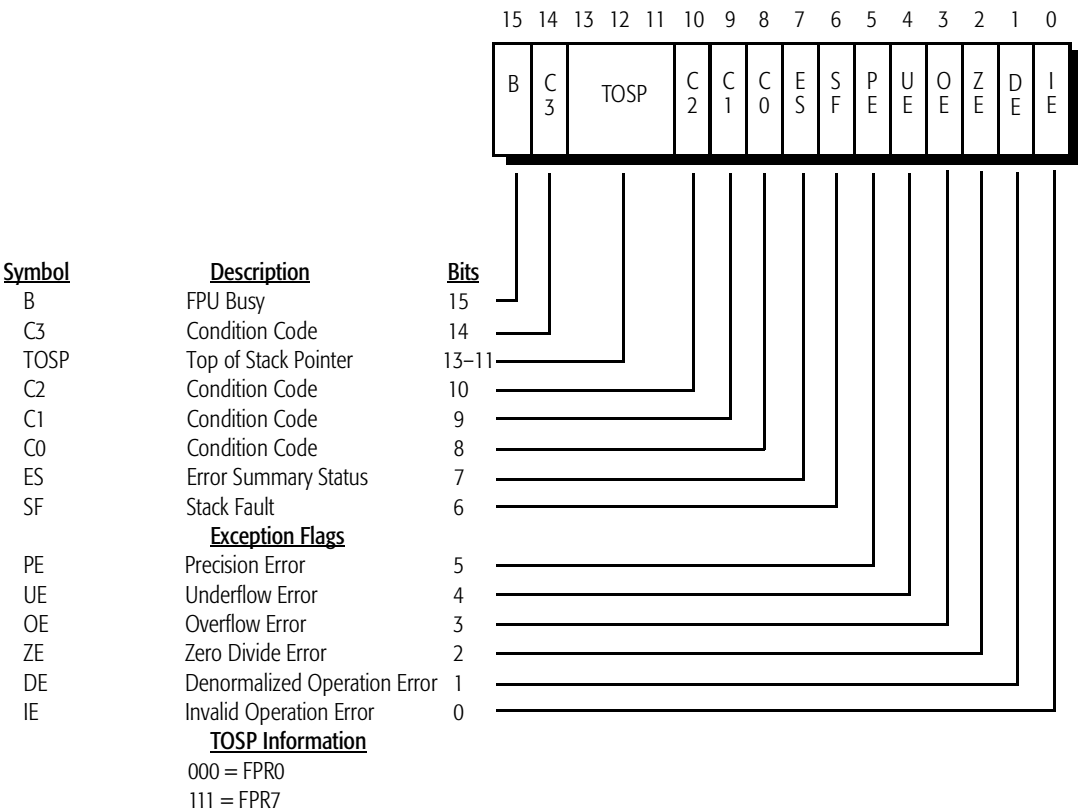 15 14 13 12 11 10 9 8 7 6 5 4 3 2 1 0
B C3 TOSP C2 C1 C0 ES SF PE UE OE ZE DE IE
Symbol Description Bits
B FPU Busy 15
C3 Condition Code 14
TOSP Top of Stack Pointer 13–11
C2 Condition Code 10
C1 Condition Code 9
C0 Condition Code 8
ES Error Summary Status 7
SF Stack Fault 6
Exception Flags
PE Precision Error 5
UE Underflow Error 4
OE Overflow Error 3
ZE Zero Divide Error 2
DE Denormalized Operation Error 1
IE Invalid Operation Error 0
TOSP Information
000 = FPR0
111 = FPR7